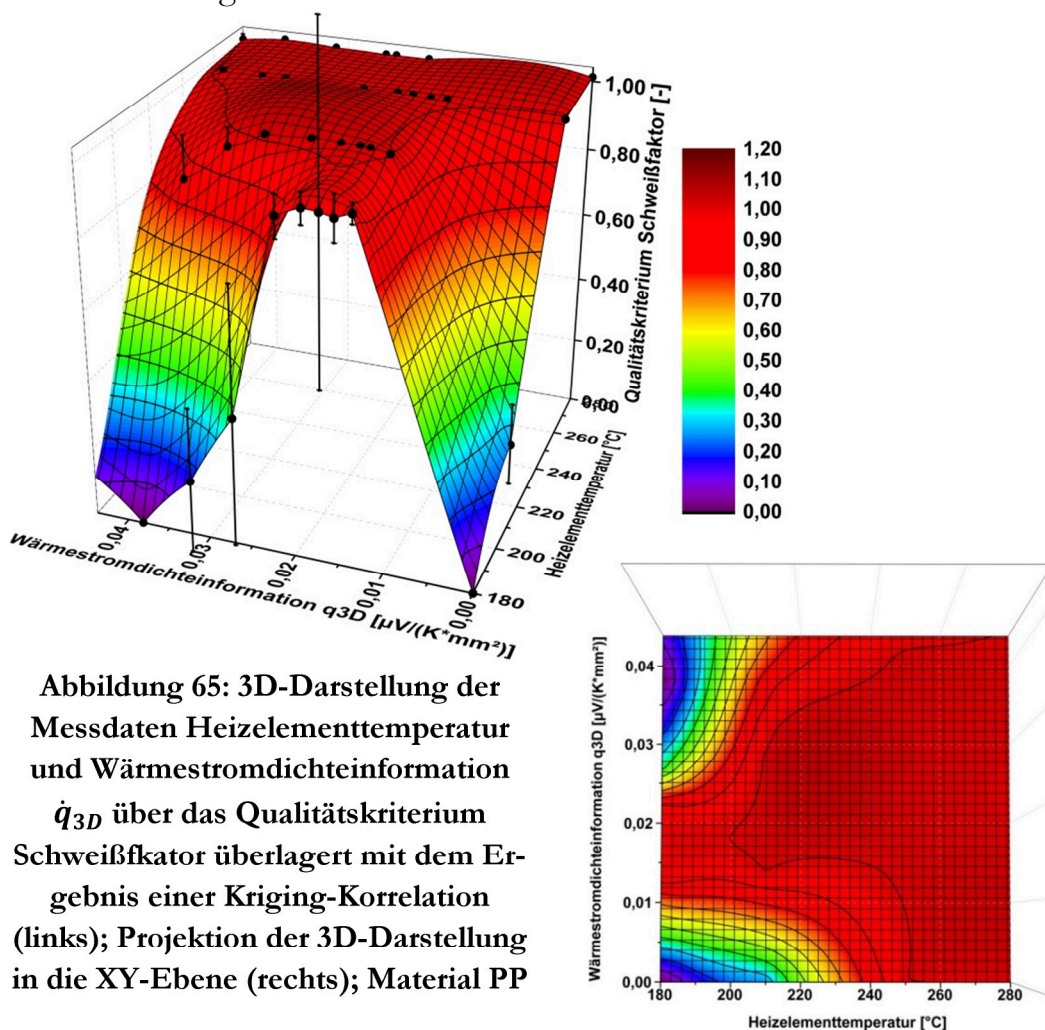 1,00
0,80
0,60
0,40
0,20
0,00
Qualitätskriterium Schweißfaktor [-]
280
260
240
220
200
180
Heizelementtemperatur [°C]
0,04
0,03
0,02
0,01
0,00
Wärmestromdichteinformation q3D [µV/(K*mm²)]
1,20
1,10
1,00
0,90
0,80
0,70
0,60
0,50
0,40
0,30
0,20
0,10
0,00
Abbildung 65: 3D-Darstellung der
Messdaten Heizelementtemperatur
und Wärmestromdichteinformation
q̇3D über das Qualitätskriterium
Schweißfkator überlagert mit dem Er-
gebnis einer Kriging-Korrelation
(links); Projektion der 3D-Darstellung
in die XY-Ebene (rechts); Material PP
Wärmestromdichteinformation q3D [µV/(K*mm²)]
0,04
0,03
0,02
0,01
0,00
180 200 220 240 260 280
Heizelementtemperatur [°C]